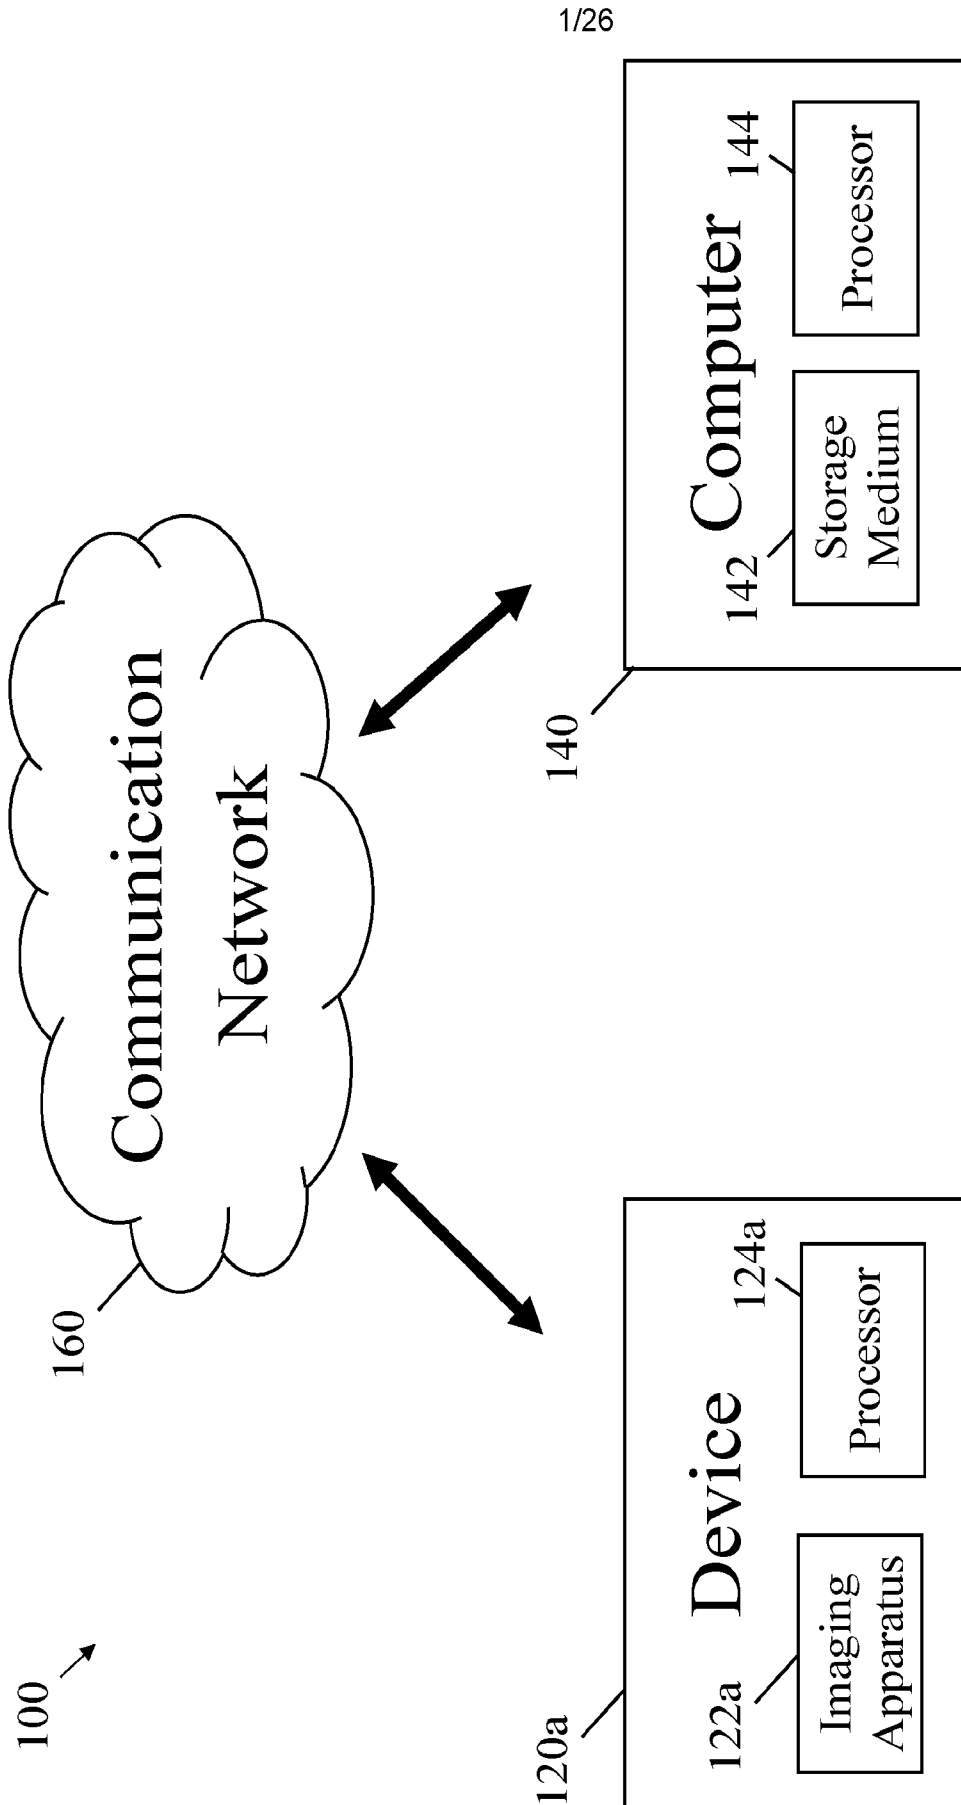 1/26
100
160
Communication
Network
120a
Device
122a
124a
Imaging
Apparatus
Processor
140
Computer
142
144
Storage
Medium
Processor